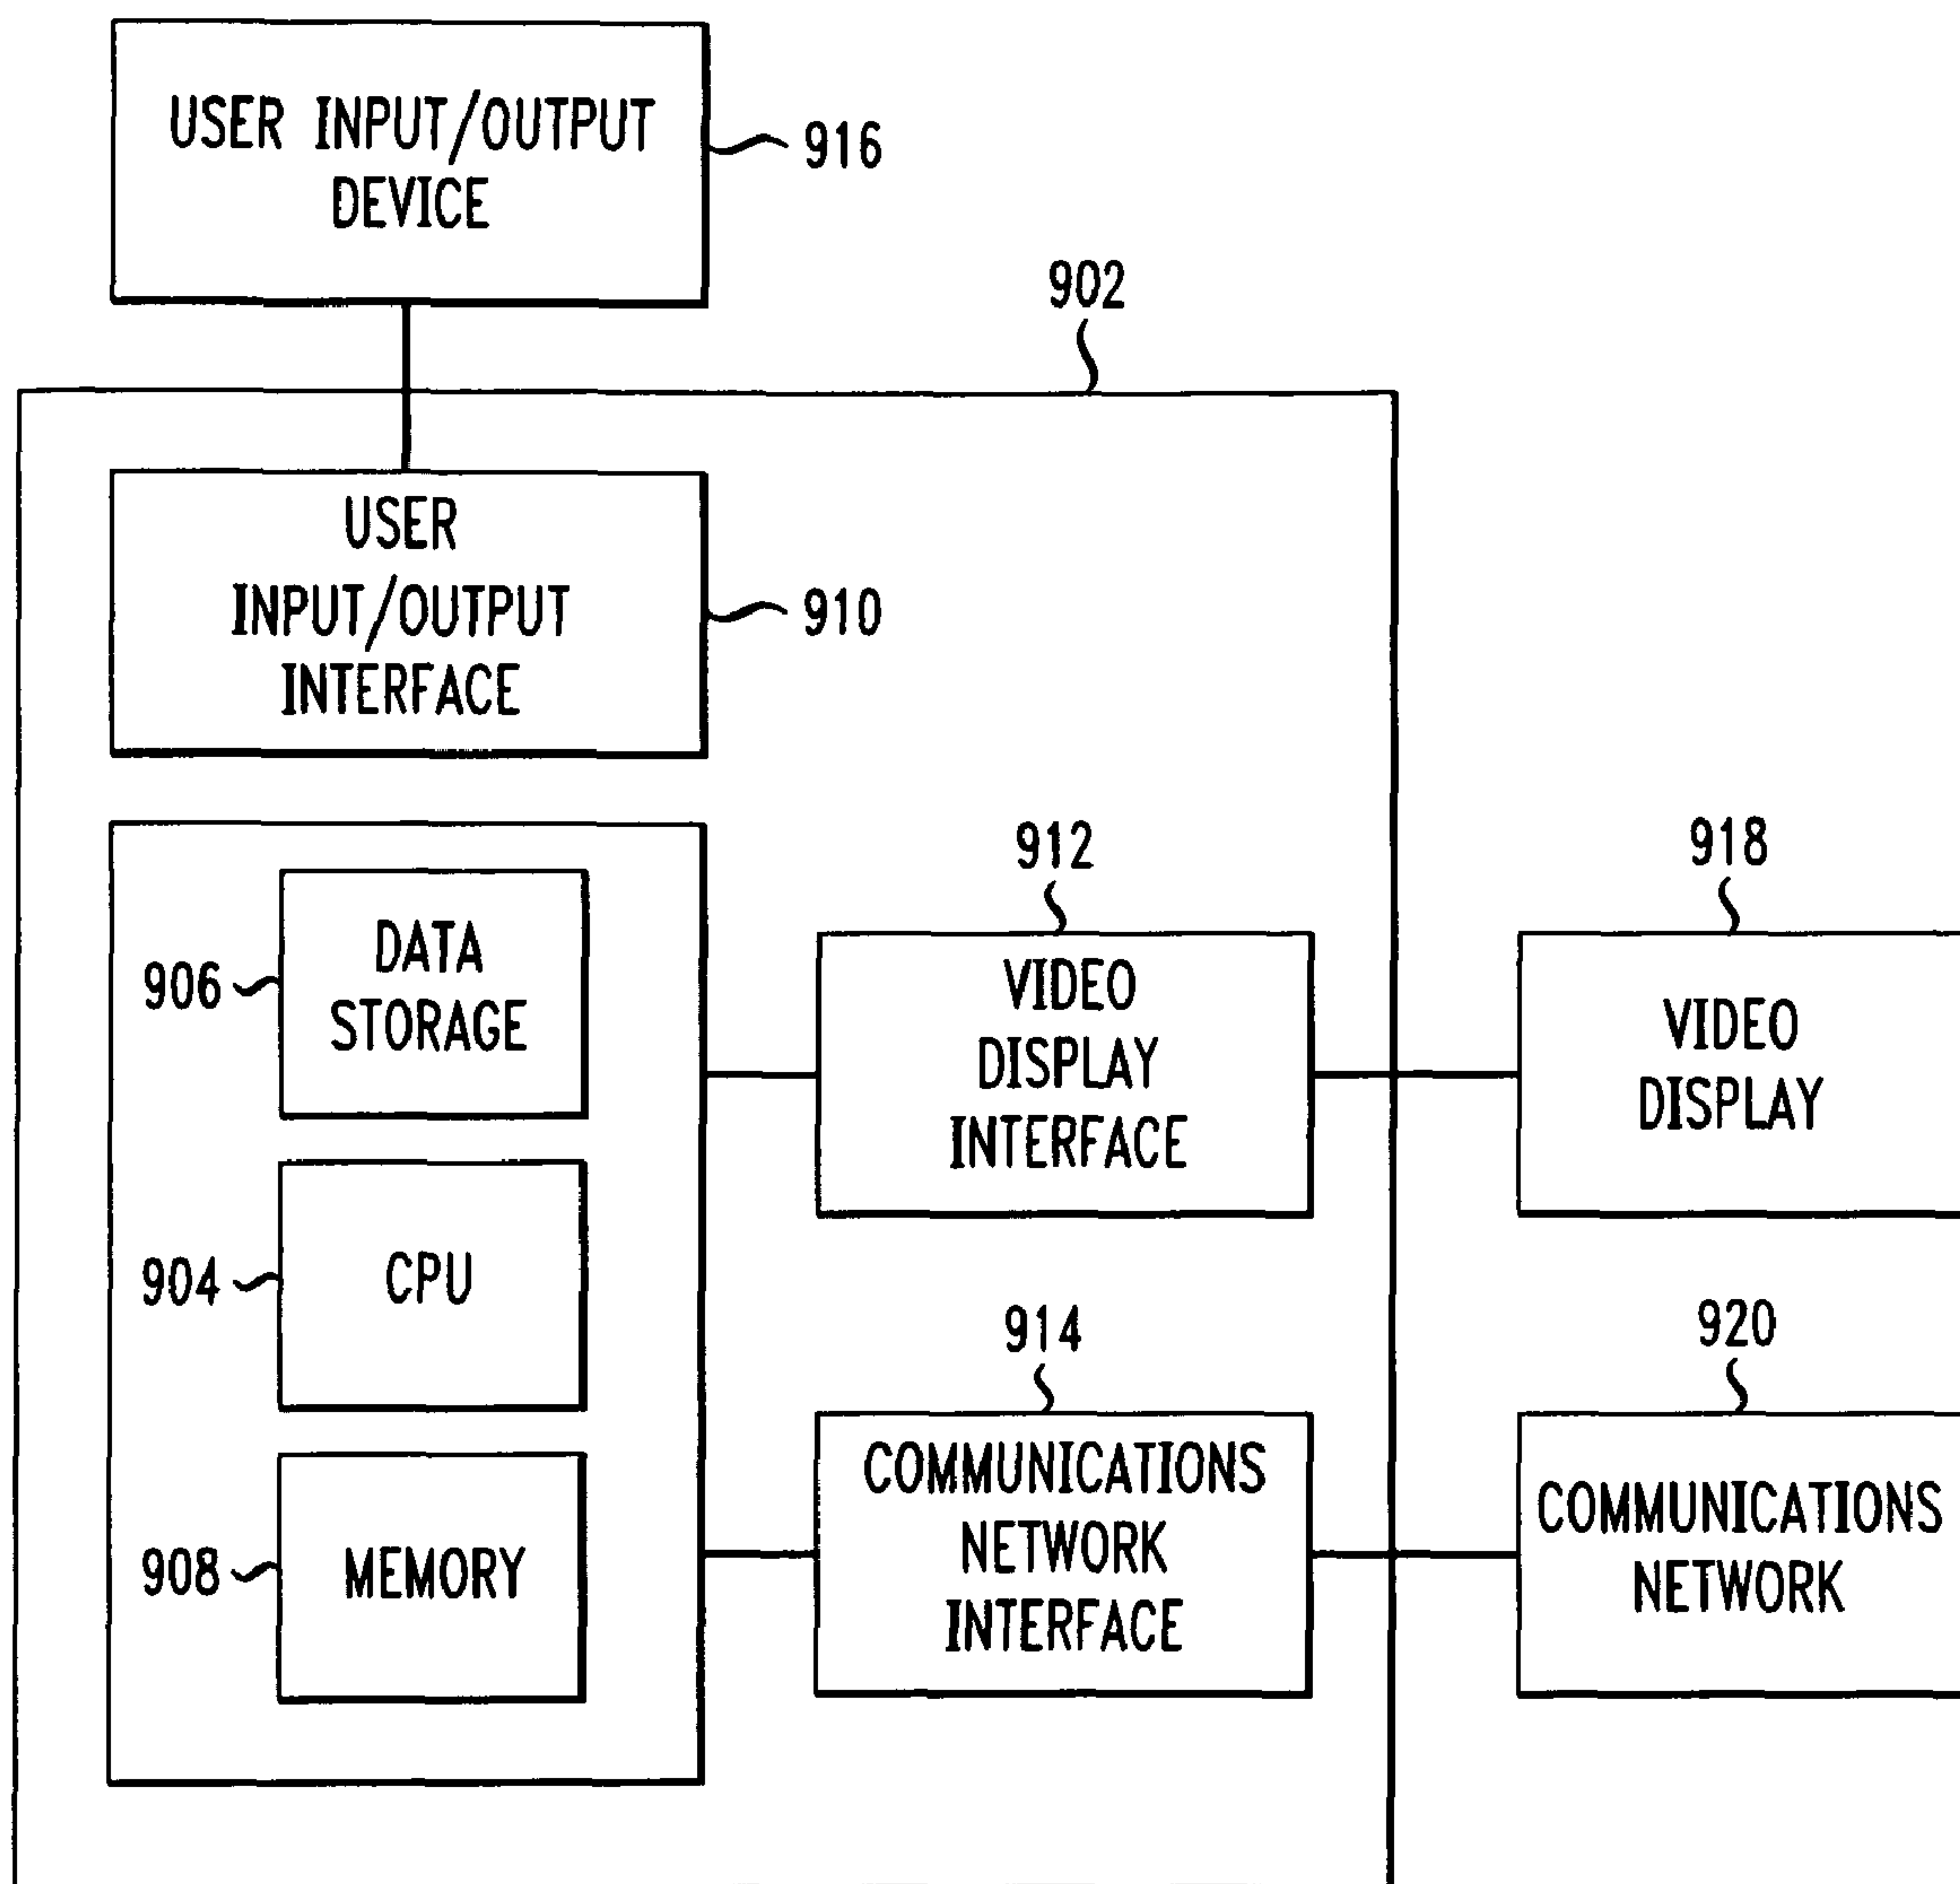 USER INPUT/OUTPUT
DEVICE
916
902
USER
INPUT/OUTPUT
INTERFACE
910
912
918
DATA
STORAGE
906
VIDEO
DISPLAY
INTERFACE
VIDEO
DISPLAY
904
CPU
914
920
COMMUNICATIONS
NETWORK
INTERFACE
COMMUNICATIONS
NETWORK
908
MEMORY